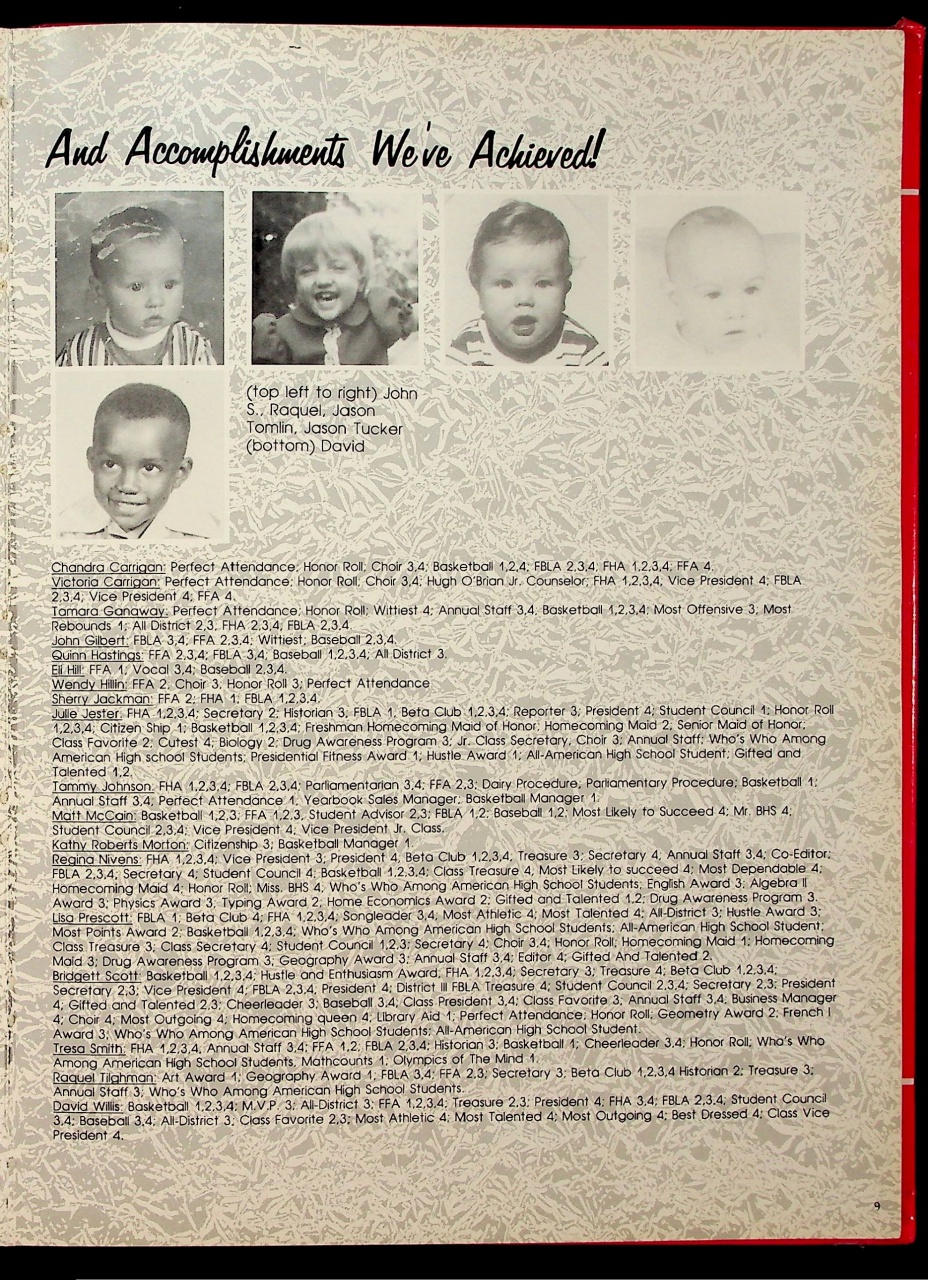 And Accomplishments We've Achieved!
(top left to right) John
S., Raquel, Jason
Tomlin, Jason Tucker
(bottom) David
Chandra Carrigan: Perfect Attendance; Honor Roll; Choir 3,4; Basketball 1,2,4; FBLA 2,3,4; FHA 1,2,3,4; FFA 4.
Victoria Carrigan: Perfect Attendance; Honor Roll; Choir 3,4; Hugh O'Brian Jr. Counselor; FHA 1,2,3,4, Vice President 4; FBLA
2,3,4, Vice President 4; FFA 4.
Tamara Ganaway: Perfect Attendance; Honor Roll; Wittiest 4; Annual Staff 3,4, Basketball 1,2,3,4; Most Offensive 3; Most
Rebounds 1; All District 2,3, FHA 2,3,4, FBLA 2,3,4.
John Gilbert: FBLA 3,4; FFA 2,3,4; Wittiest; Baseball 2,3,4.
Quinn Hastings: FFA 2,3,4; FBLA 3,4, Baseball 1,2,3,4; All District 3.
Eli Hill: FFA 1, Vocal 3,4; Baseball 2,3,4.
Wendy Hillin: FFA 2, Choir 3, Honor Roll 3; Perfect Attendance
Sherry Jackman: FFA 2; FHA 1; FBLA 1,2,3,4.
Julie Jester: FHA 1,2,3,4; Secretary 2; Historian 3, FBLA 1, Beta Club 1,2,3,4; Reporter 3; President 4; Student Council 1; Honor Roll
1,2,3,4; Citizen Ship 1; Basketball 1,2,3,4; Freshman Homecoming Maid of Honor; Homecoming Maid 2; Senior Maid of Honor;
Class Favorite 2; Cutest 4; Biology 2; Drug Awareness Program 3; Jr. Class Secretary, Choir 3; Annual Staff; Who's Who Among
American High school Students; Presidential Fitness Award 1; Hustle Award 1; All-American High School Student; Gifted and
Talented 1,2.
Tammy Johnson: FHA 1,2,3,4; FBLA 2,3,4; Parliamentarian 3,4; FFA 2,3; Dairy Procedure, Parliamentary Procedure; Basketball 1;
Annual Staff 3,4; Perfect Attendance 1; Yearbook Sales Manager; Basketball Manager 1.
Matt McCain: Basketball 1,2,3; FFA 1,2,3, Student Advisor 2,3; FBLA 1,2; Baseball 1,2; Most Likely to Succeed 4; Mr. BHS 4;
Student Council 2,3,4; Vice President 4; Vice President Jr. Class.
Kathy Roberts Morton: Citizenship 3; Basketball Manager 1.
Regina Nivens: FHA 1,2,3,4; Vice President 3; President 4, Beta Club 1,2,3,4, Treasure 3; Secretary 4; Annual Staff 3,4, Co-Editor;
FBLA 2,3,4, Secretary 4; Student Council 4; Basketball 1,2,3,4; Class Treasure 4, Most Likely to succeed 4; Most Dependable 4;
Homecoming Maid 4; Honor Roll; Miss. BHS 4, Who's Who Among American High School Students; English Award 3; Algebra II
Award 3; Physics Award 3, Typing Award 2; Home Economics Award 2; Gifted and Talented 1,2; Drug Awareness Program 3.
Lisa Prescott: FBLA 1; Beta Club 4; FHA 1,2,3,4, Songleader 3,4, Most Athletic 4; Most Talented 4; All-District 3; Hustle Award 3;
Most Points Award 2; Basketball 1,2,3,4, Who's Who Among American High School Students; All-American High School Student;
Class Treasure 3, Class Secretary 4; Student Council 1,2,3; Secretary 4; Choir 3,4, Honor Roll; Homecoming Maid 1; Homecoming
Maid 3; Drug Awareness Program 3; Geography Award 3; Annual Staff 3,4; Editor 4; Gifted And Talented 2.
Bridgett Scott: Basketball 1,2,3,4; Hustle and Enthusiasm Award; FHA 1,2,3,4; Secretary 3; Treasure 4; Beta Club 1,2,3,4;
Secretary 2,3; Vice President 4; FBLA 2,3,4, President 4; District III FBLA Treasure 4; Student Council 2,3,4; Secretary 2,3; President
4; Gifted and Talented 2,3; Cheerleader 3; Baseball 3,4; Class President 3,4; Class Favorite 3, Annual Staff 3,4, Business Manager
4; Choir 4; Most Outgoing 4; Homecoming queen 4; Library Aid 1; Perfect Attendance; Honor Roll; Geometry Award 2; French I
Award 3; Who's Who Among American High School Students; All-American High School Student.
Tresa Smith: FHA 1,2,3,4, Annual Staff 3,4; FFA 1,2; FBLA 2,3,4; Historian 3; Basketball 1; Cheerleader 3,4; Honor Roll; Who's Who
Among American High School Students, Mathcounts 1; Olympics of The Mind 1.
Raquel Tilghman: Art Award 1; Geography Award 1, FBLA 3,4; FFA 2,3; Secretary 3; Beta Club 1,2,3,4 Historian 2; Treasure 3;
Annual Staff 3; Who's Who Among American High School Students.
David Willis: Basketball 1,2,3,4; M.V.P. 3; All-District 3; FFA 1,2,3,4, Treasure 2,3; President 4; FHA 3,4; FBLA 2,3,4; Student Council
3,4; Baseball 3,4, All-District 3; Class Favorite 2,3; Most Athletic 4; Most Talented 4; Most Outgoing 4; Best Dressed 4; Class Vice
President 4.
9